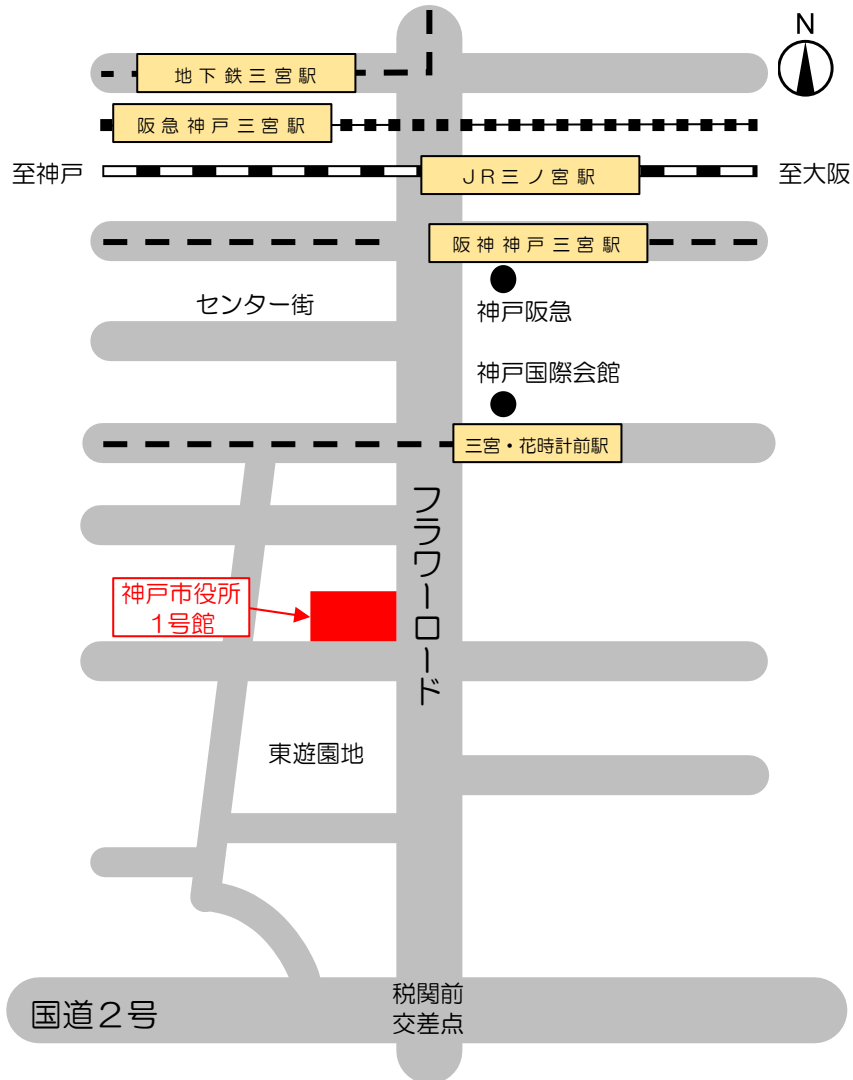 N
地下鉄三宮駅
阪急神戸三宮駅
至神戸
JR三ノ宮駅
至大阪
阪神神戸三宮駅
センター街
神戸阪急
神戸国際会館
三宮・花時計前駅
フラワーロード
神戸市役所
1号館
東遊園地
国道2号
税関前
交差点